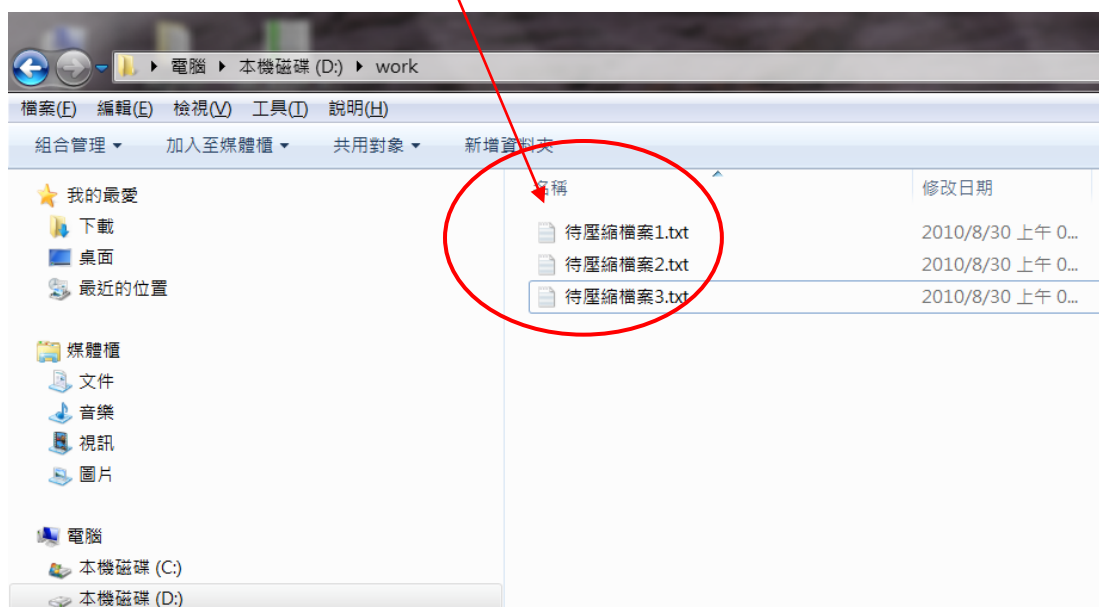 電腦 本機磁碟 (D:) work
檔案(F) 編輯(E) 檢視(V) 工具(T) 說明(H)
組合管理 加入至媒體櫃 共用對象 新增資料夾
我的最愛
下載
桌面
最近的位置
媒體櫃
文件
音樂
視訊
圖片
電腦
本機磁碟 (C:)
本機磁碟 (D:)
名稱 修改日期
待壓縮檔案1.txt 2010/8/30 上午 0...
待壓縮檔案2.txt 2010/8/30 上午 0...
待壓縮檔案3.txt 2010/8/30 上午 0...